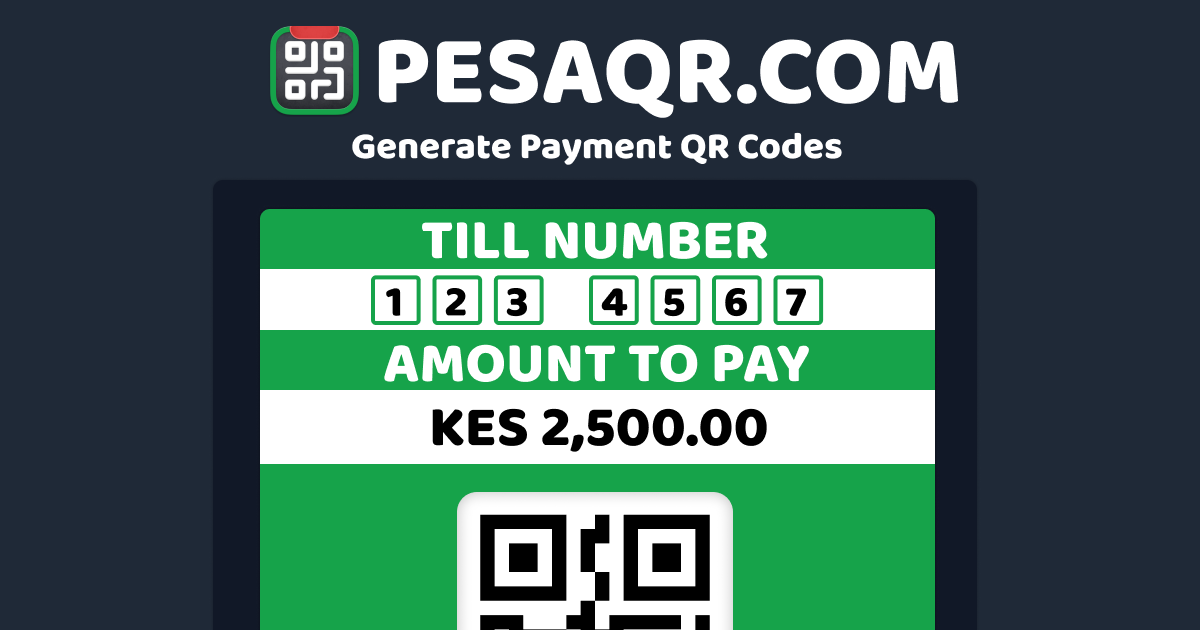 PESAQR.COM
Generate Payment QR Codes
TILL NUMBER
1 2 3 4 5 6 7
AMOUNT TO PAY
KES 2,500.00